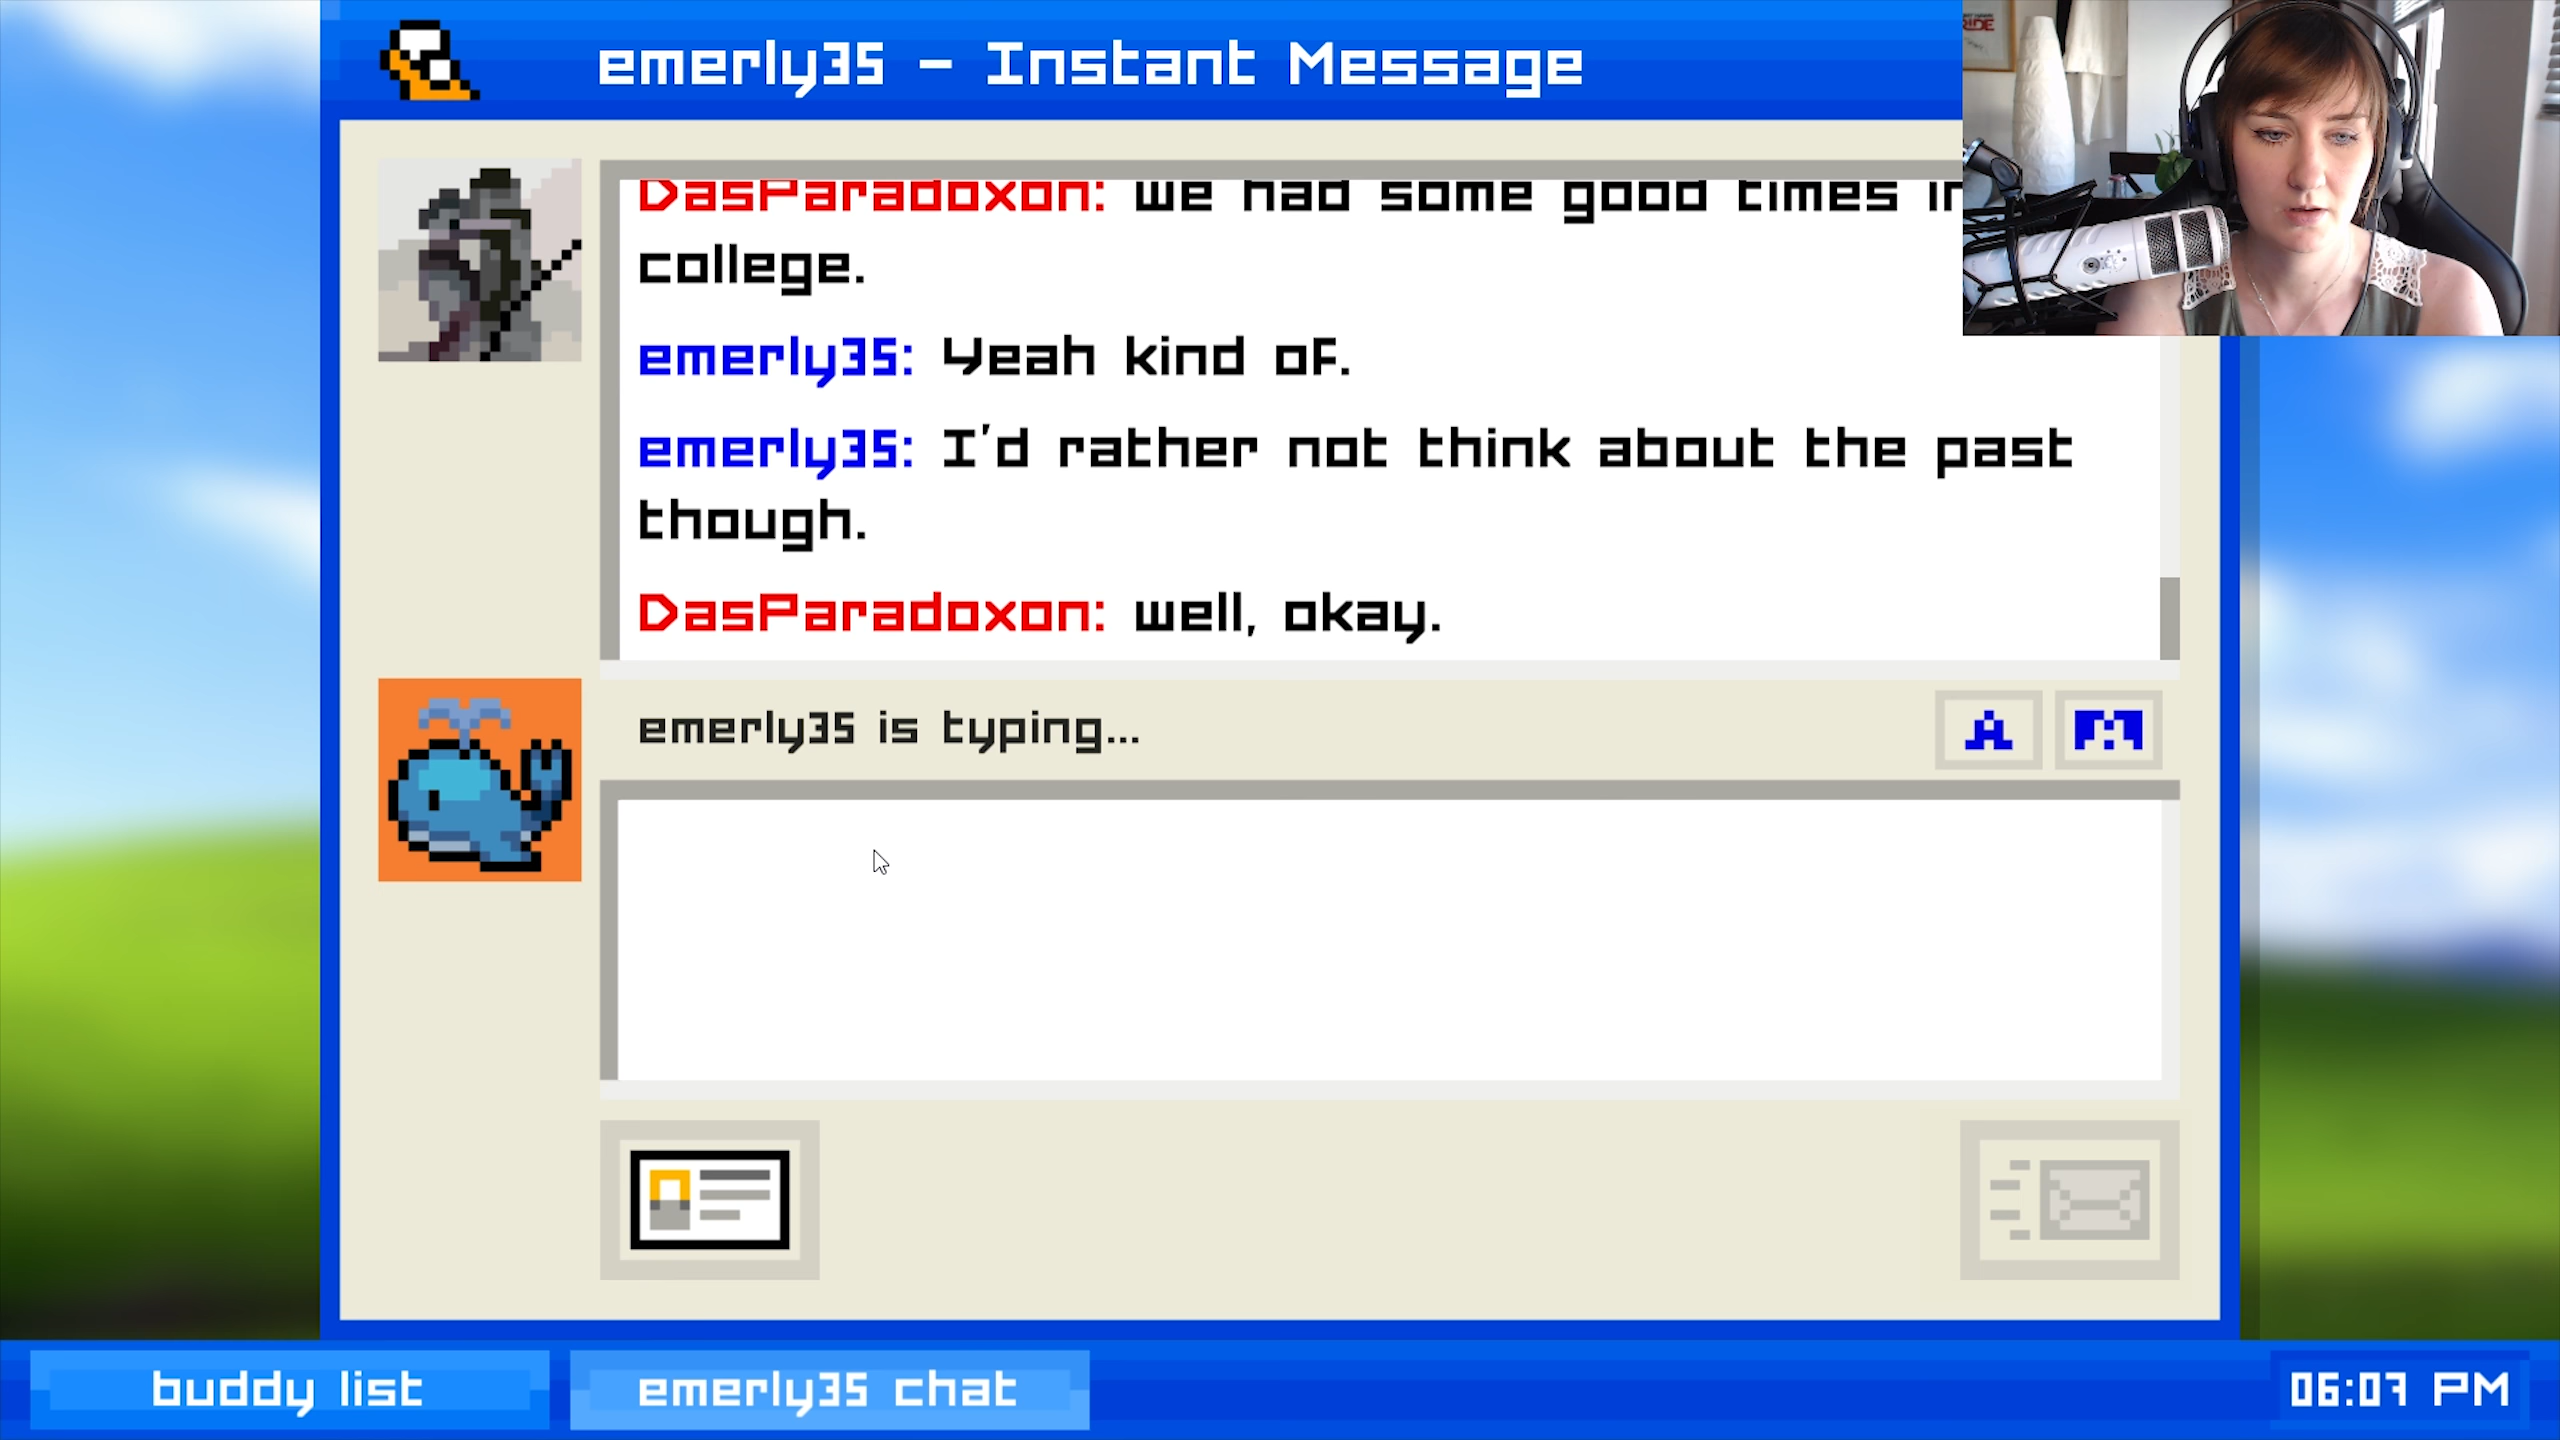 emerly35 - Instant Message
RIDE
DasParadoxon: we had some good times in
college.
emerly35: Yeah kind of.
emerly35: I'd rather not think about the past
though.
DasParadoxon: well, okay.
emerly35 is typing...
A
buddy list
emerly35 chat
06:07 PM